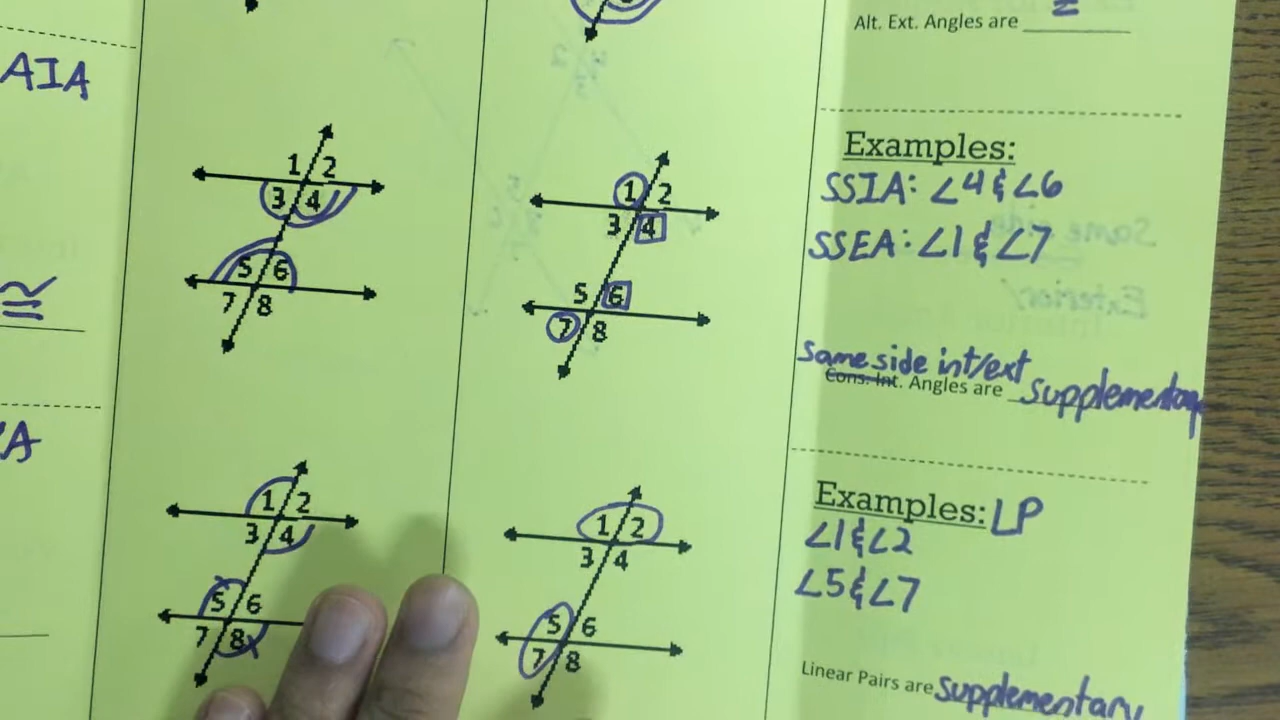 AIA
≅
1 2
3 4
5 6
7 8
1 2
3 4
5 6
7 8
1 2
3 4
5 6
7 8
1 2
3 4
5 6
7 8
Alt. Ext. Angles are
Examples:
SSIA: ∠4 & ∠6
SSEA: ∠1 & ∠7
same side int/ext
Cons. Int. Angles are supplementary
Examples: LP
∠1 & ∠2
∠5 & ∠7
Linear Pairs are supplementary